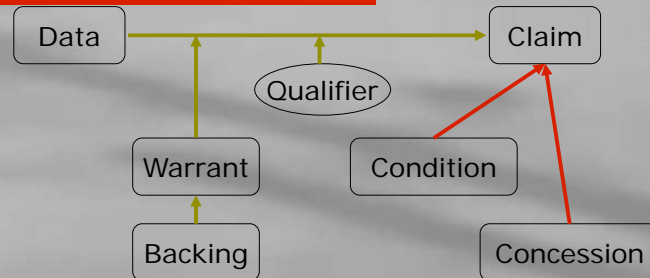 Data
Claim
Qualifier
Warrant
Condition
Backing
Concession